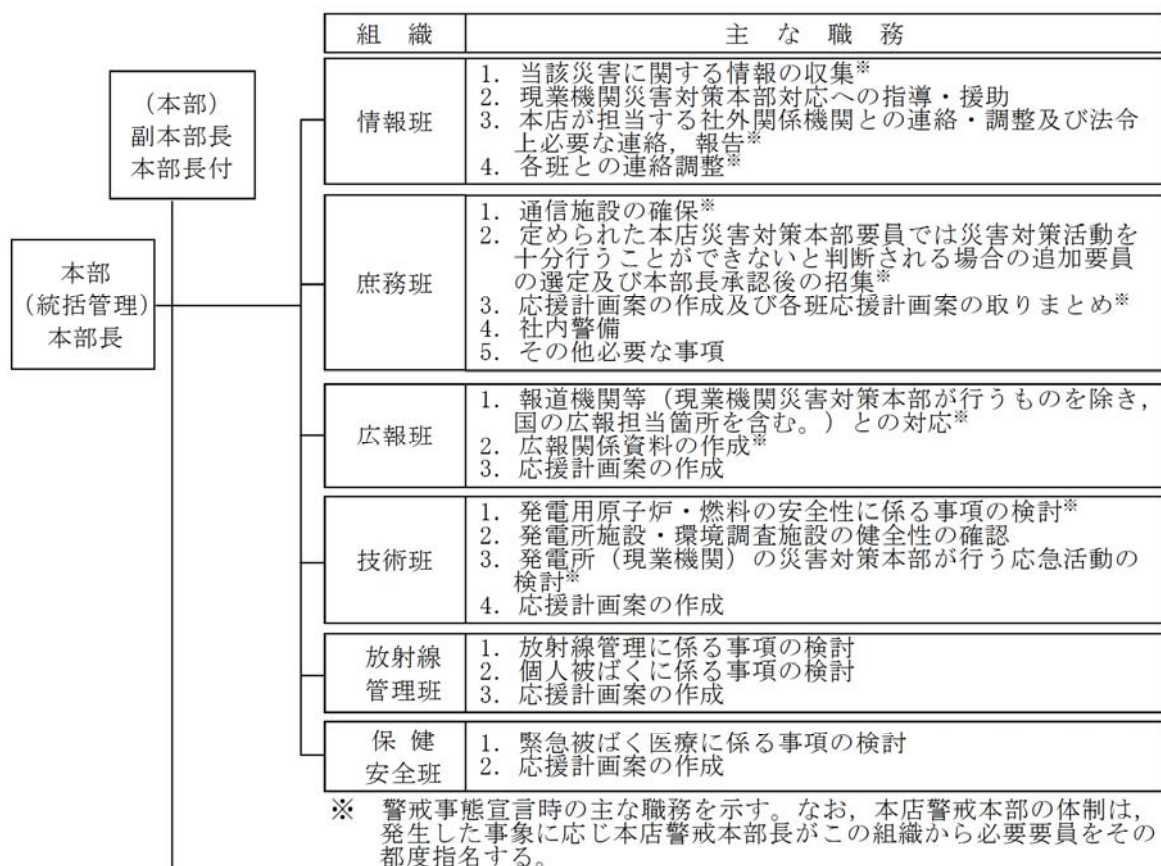 (本部)
副本部長
本部長付
本部
(統括管理)
本部長
組 織
主 な 職 務
情報班
1. 当該災害に関する情報の収集※
2. 現業機関災害対策本部対応への指導・援助
3. 本店が担当する社外関係機関との連絡・調整及び法令
上必要な連絡,報告※
4. 各班との連絡調整※
庶務班
1. 通信施設の確保※
2. 定められた本店災害対策本部要員では災害対策活動を
十分行うことができないと判断される場合の追加要員
の選定及び本部長承認後の招集※
3. 応援計画案の作成及び各班応援計画案の取りまとめ※
4. 社内警備
5. その他必要な事項
広報班
1. 報道機関等(現業機関災害対策本部が行うものを除き,
国の広報担当箇所を含む。)との対応※
2. 広報関係資料の作成※
3. 応援計画案の作成
技術班
1. 発電用原子炉・燃料の安全性に係る事項の検討※
2. 発電所施設・環境調査施設の健全性の確認
3. 発電所(現業機関)の災害対策本部が行う応急活動の
検討※
4. 応援計画案の作成
放射線
管理班
1. 放射線管理に係る事項の検討
2. 個人被ばくに係る事項の検討
3. 応援計画案の作成
保 健
安全班
1. 緊急被ばく医療に係る事項の検討
2. 応援計画案の作成
※ 警戒事態宣言時の主な職務を示す。なお,本店警戒本部の体制は,
発生した事象に応じ本店警戒本部長がこの組織から必要要員をその
都度指名する。